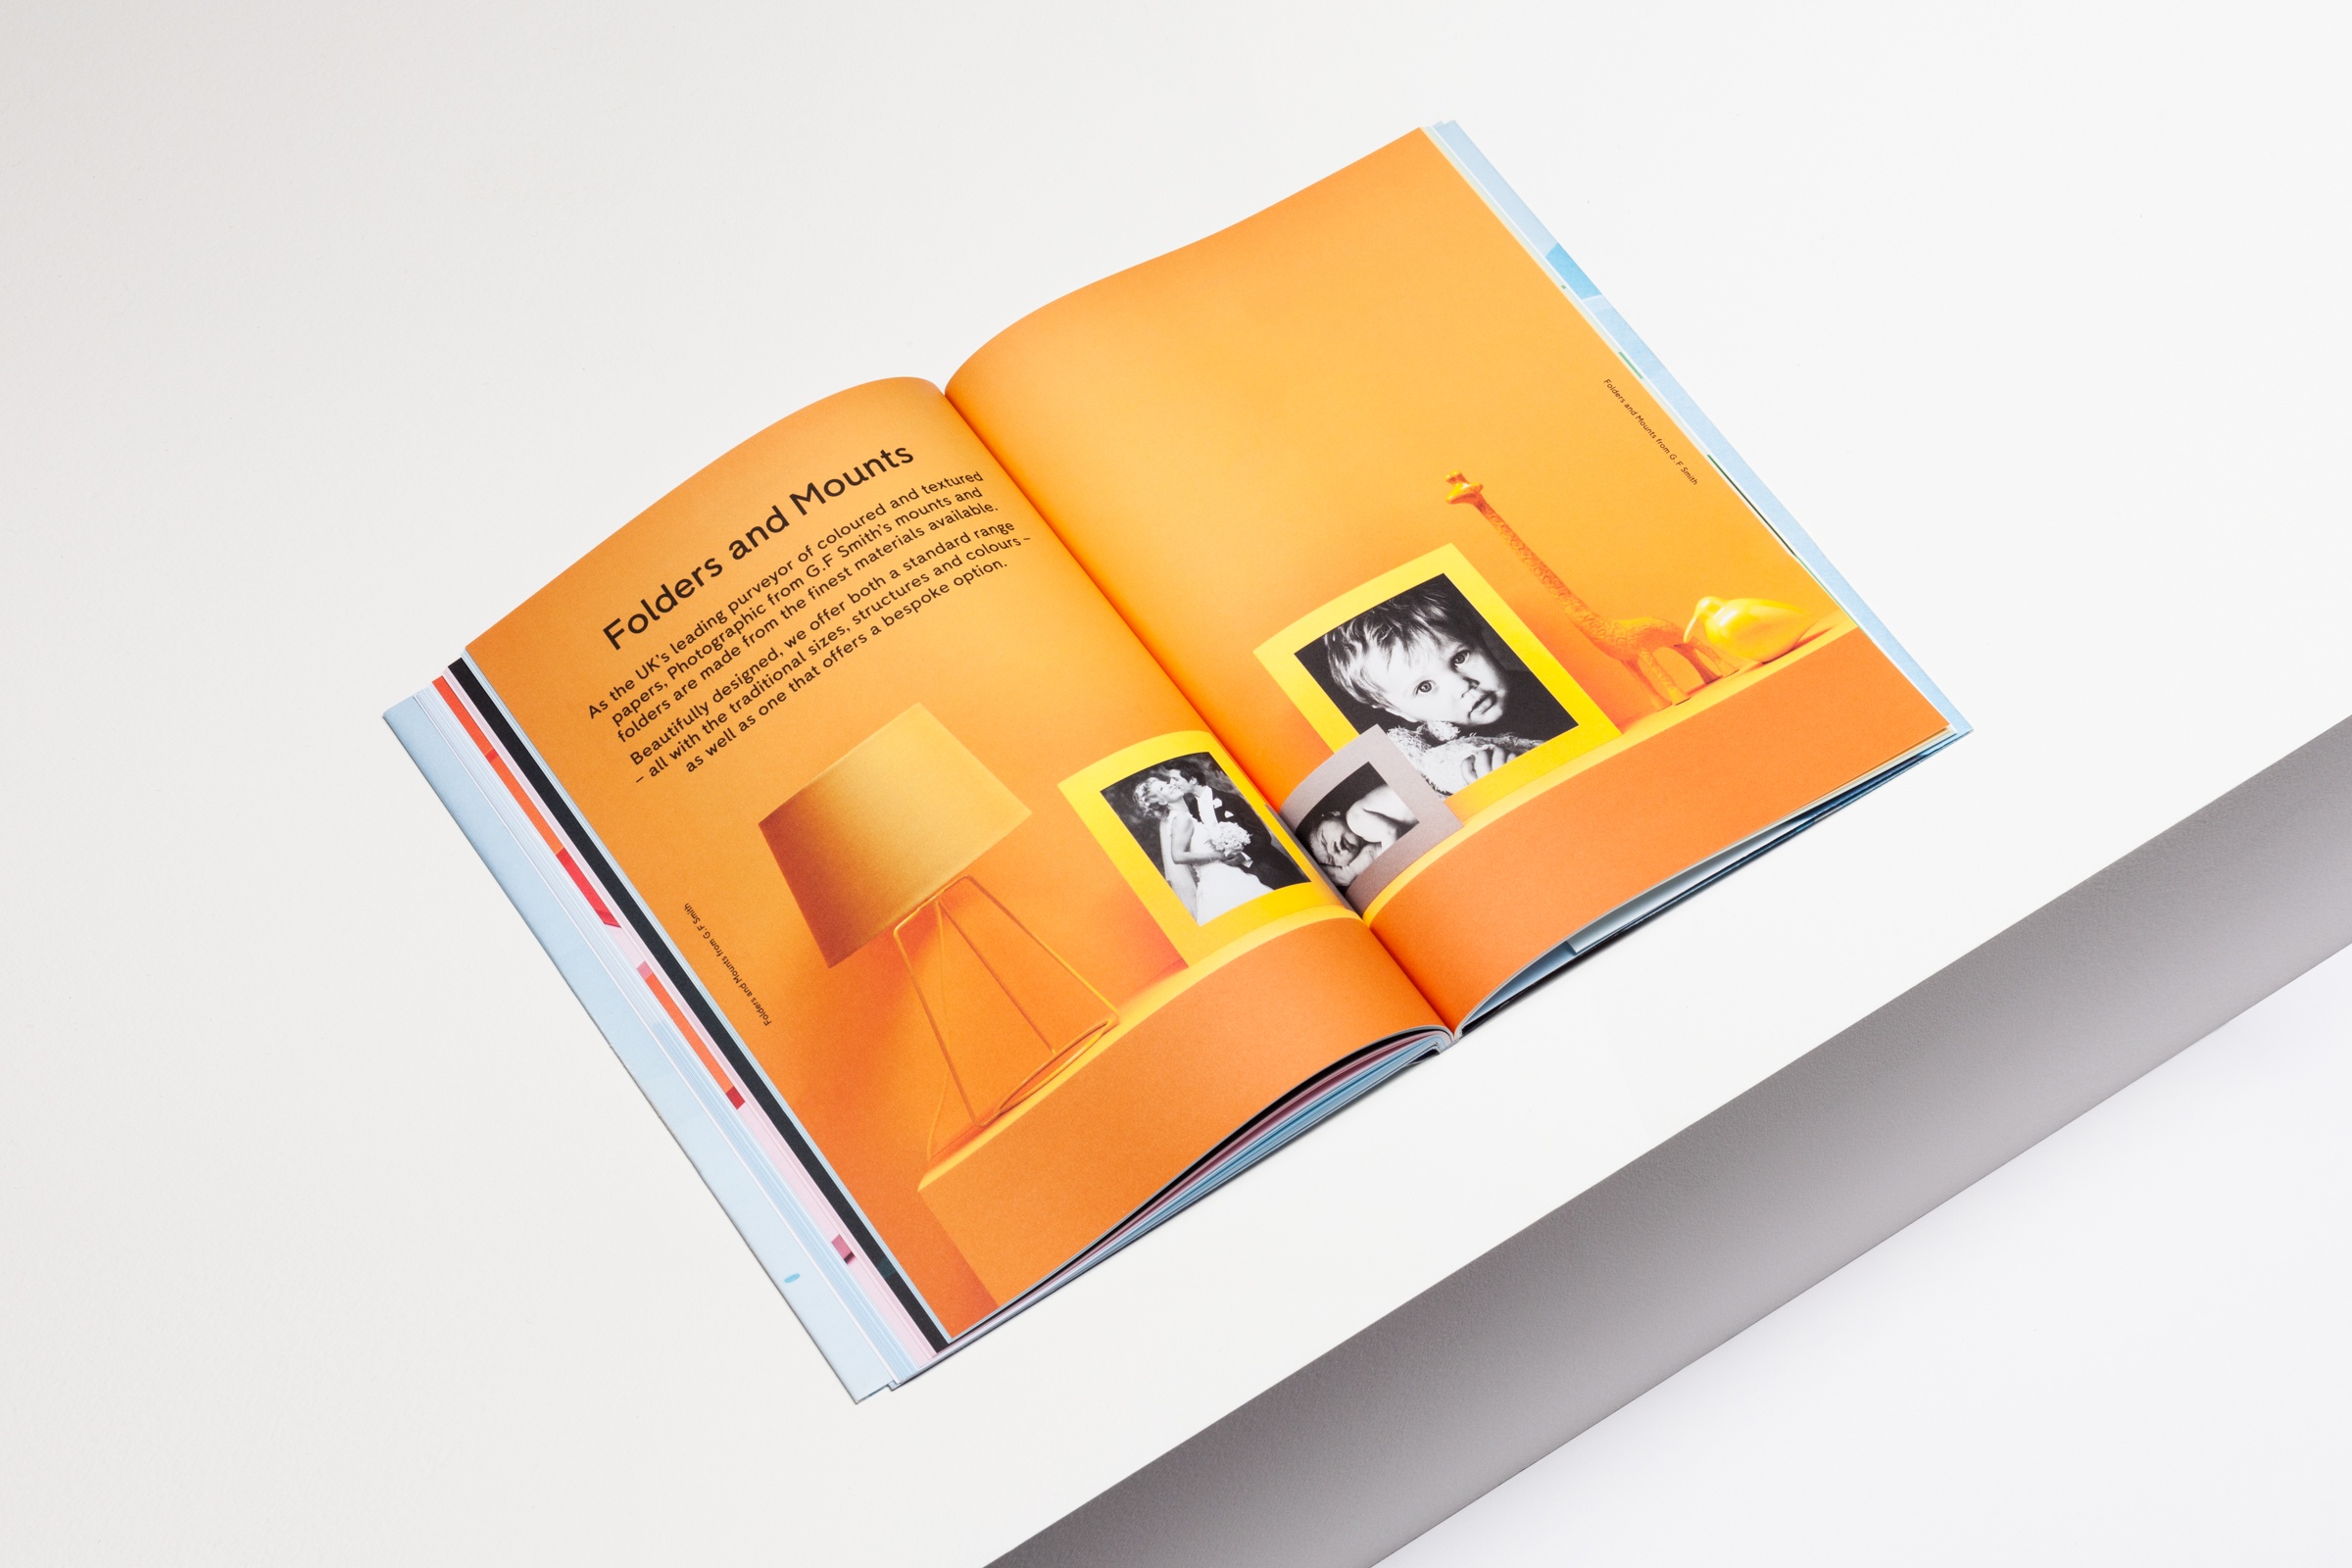 Folders and Mounts
As the UK's leading purveyor of coloured and textured
papers, Photographic from G.F Smith's mounts and
folders are made from the finest materials available.
Beautifully designed, we offer both a standard range
– all with the traditional sizes, structures and colours –
as well as one that offers a bespoke option.
Folders and Mounts from G.F Smith
Folders and Mounts from G.F Smith